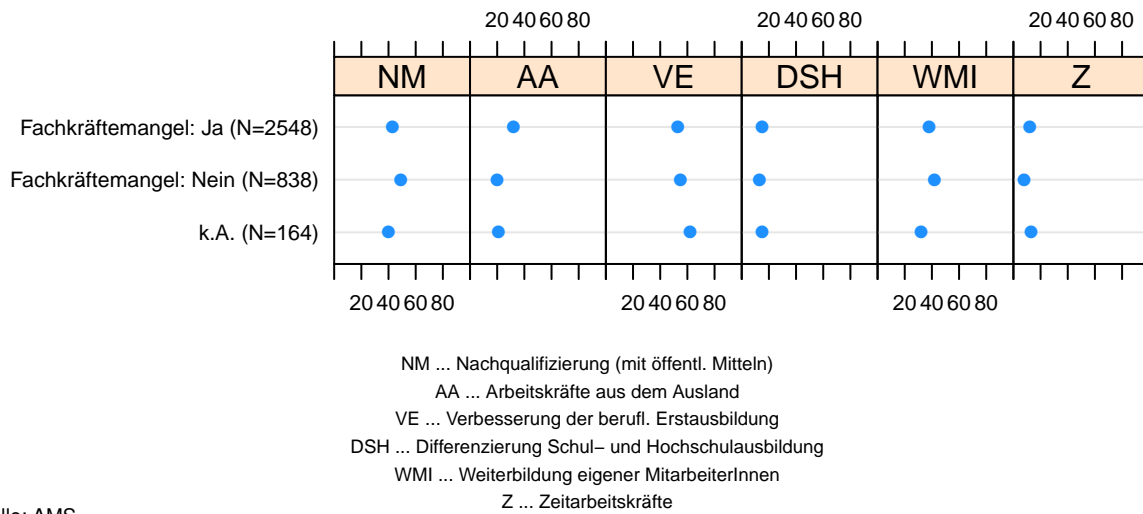 20 40 60 80 20 40 60 80 20 40 60 80
NM AA VE DSH WMI Z
Fachkräftemangel: Ja (N=2548)
Fachkräftemangel: Nein (N=838)
k.A. (N=164)
20 40 60 80 20 40 60 80 20 40 60 80
NM ... Nachqualifizierung (mit öffentl. Mitteln)
AA ... Arbeitskräfte aus dem Ausland
VE ... Verbesserung der berufl. Erstausbildung
DSH ... Differenzierung Schul− und Hochschulausbildung
WMI ... Weiterbildung eigener MitarbeiterInnen
Z ... Zeitarbeitskräfte
AMS